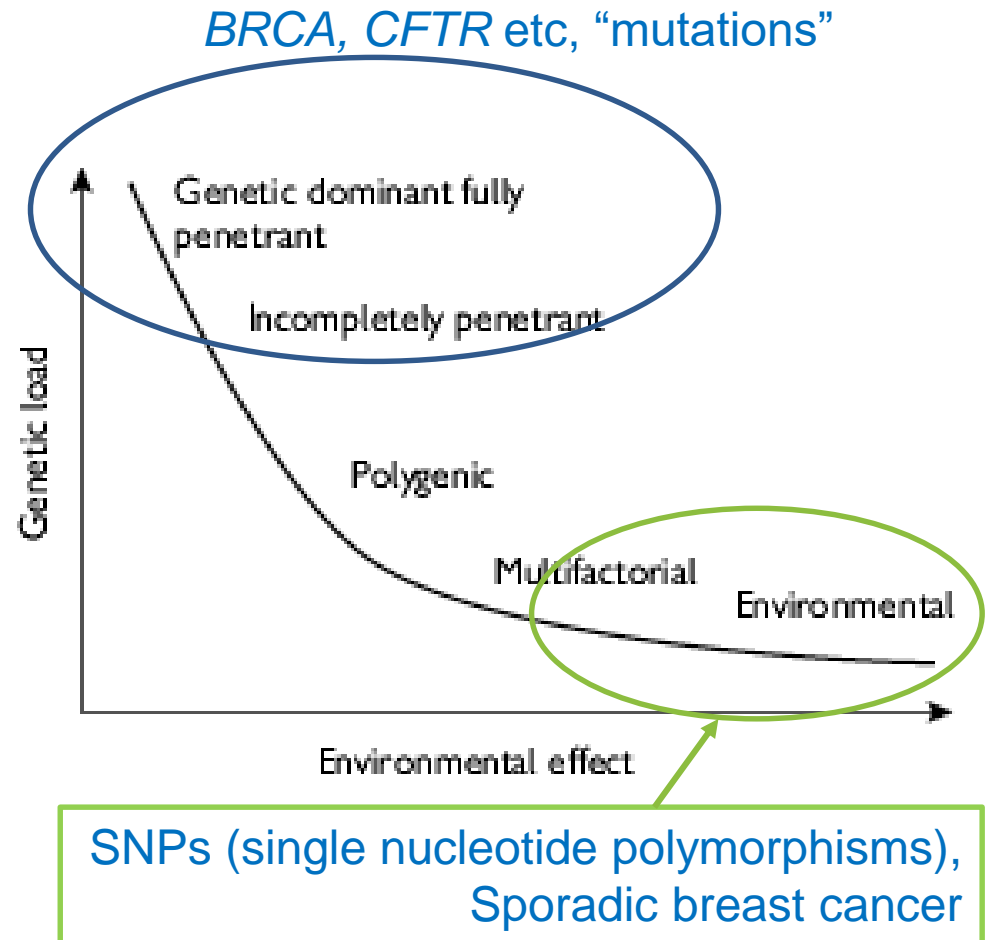 BRCA, CFTR etc, “mutations”
Genetic dominant fully
penetrant
Incompletely penetrant
Genetic load
Polygenic
Multifactorial
Environmental
Environmental effect
SNPs (single nucleotide polymorphisms),
Sporadic breast cancer